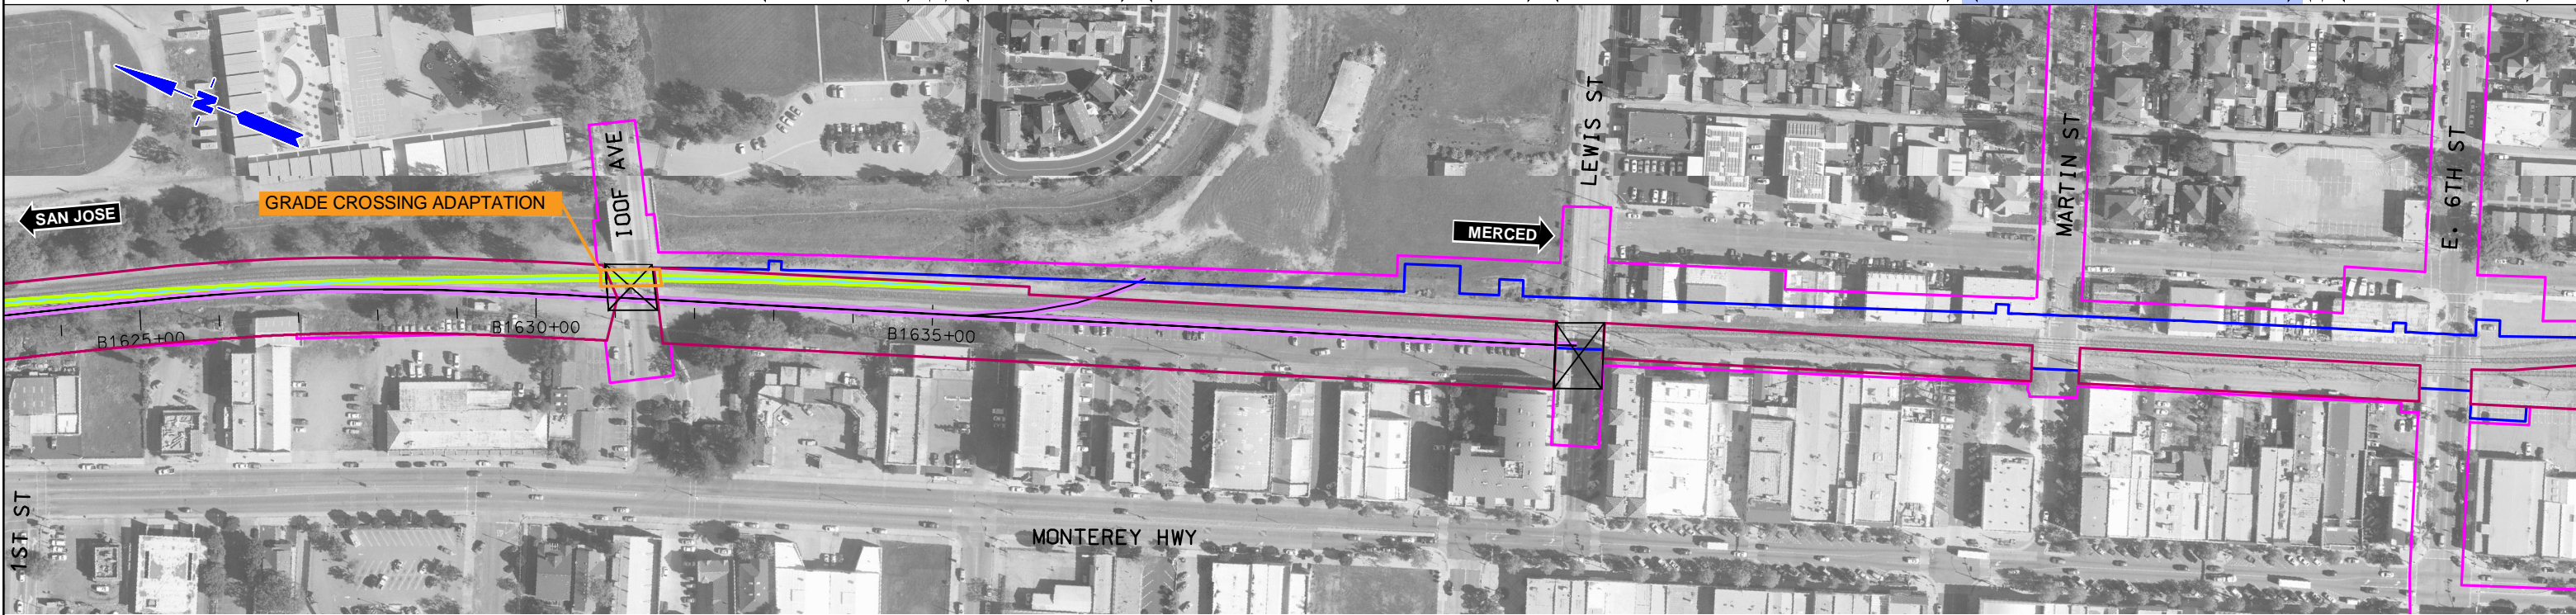 N
IOOF AVE
LEWIS ST
MARTIN ST
E. 6TH ST
GRADE CROSSING ADAPTATION
SAN JOSE
MERCED
B1625+00
B1630+00
B1635+00
1ST ST
MONTEREY HWY